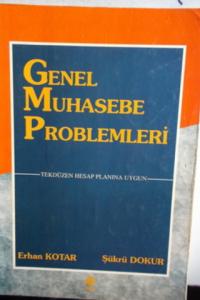 GENEL
MUHASEBE
PROBLEMLERİ
TEKDÜZEN HESAP PLANINA UYGUN
Erhan KOTAR Şükrü DOKUR